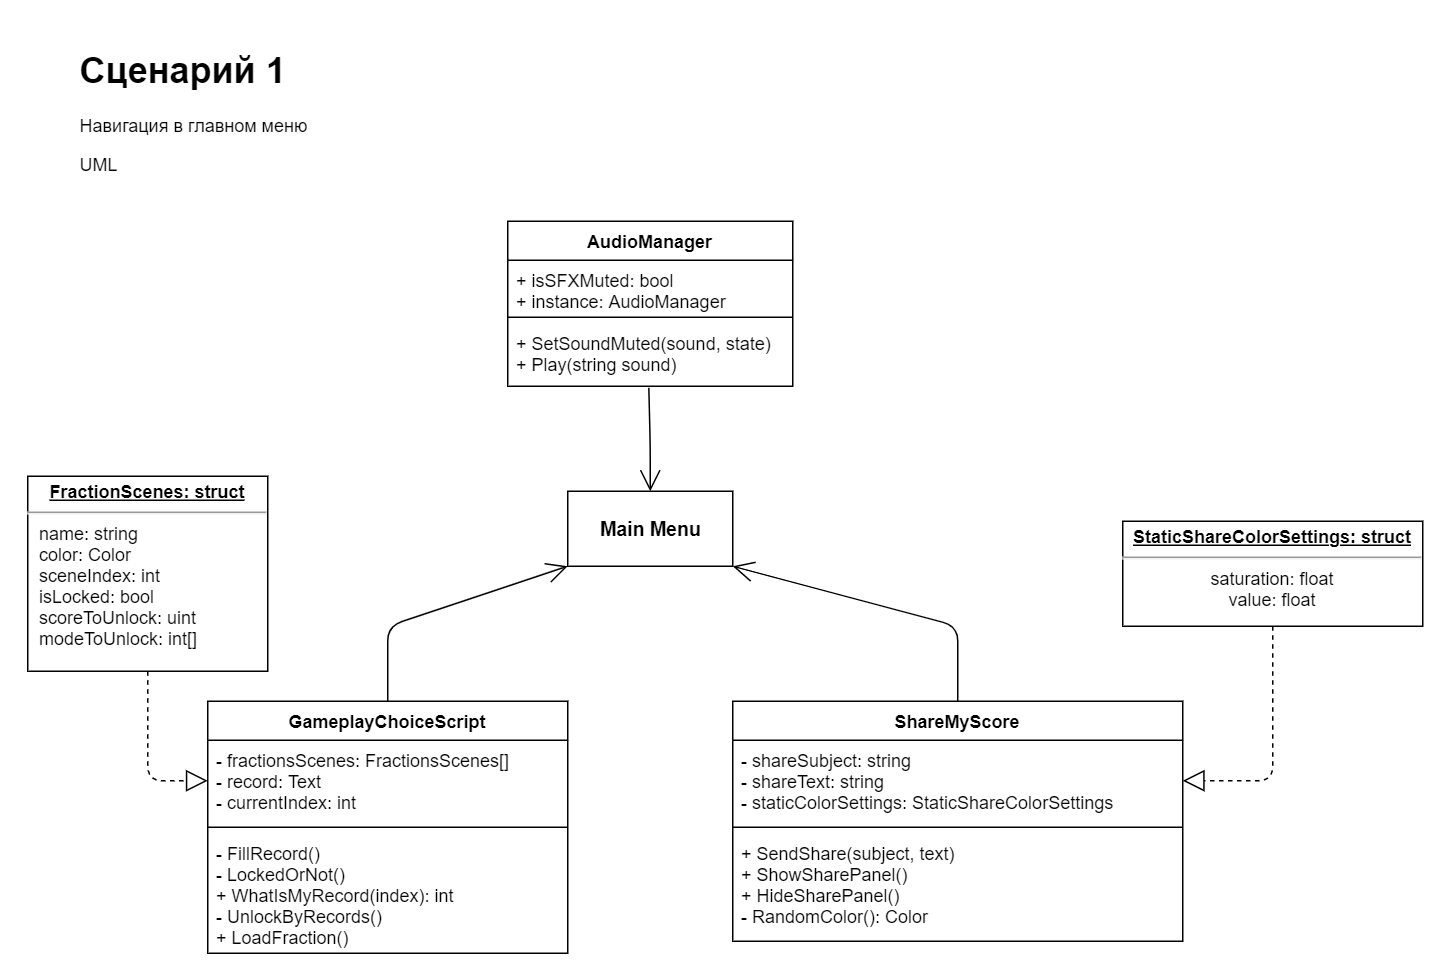 Сценарий 1
Навигация в главном меню
UML
AudioManager
+ isSFXMuted: bool
+ instance: AudioManager
+ SetSoundMuted(sound, state)
+ Play(string sound)
Main Menu
FractionScenes: struct
name: string
color: Color
sceneIndex: int
isLocked: bool
scoreToUnlock: uint
modeToUnlock: int[]
StaticShareColorSettings: struct
saturation: float
value: float
GameplayChoiceScript
- fractionsScenes: FractionsScenes[]
- record: Text
- currentIndex: int
- FillRecord()
- LockedOrNot()
+ WhatIsMyRecord(index): int
- UnlockByRecords()
+ LoadFraction()
ShareMyScore
- shareSubject: string
- shareText: string
- staticColorSettings: StaticShareColorSettings
+ SendShare(subject, text)
+ ShowSharePanel()
+ HideSharePanel()
- RandomColor(): Color